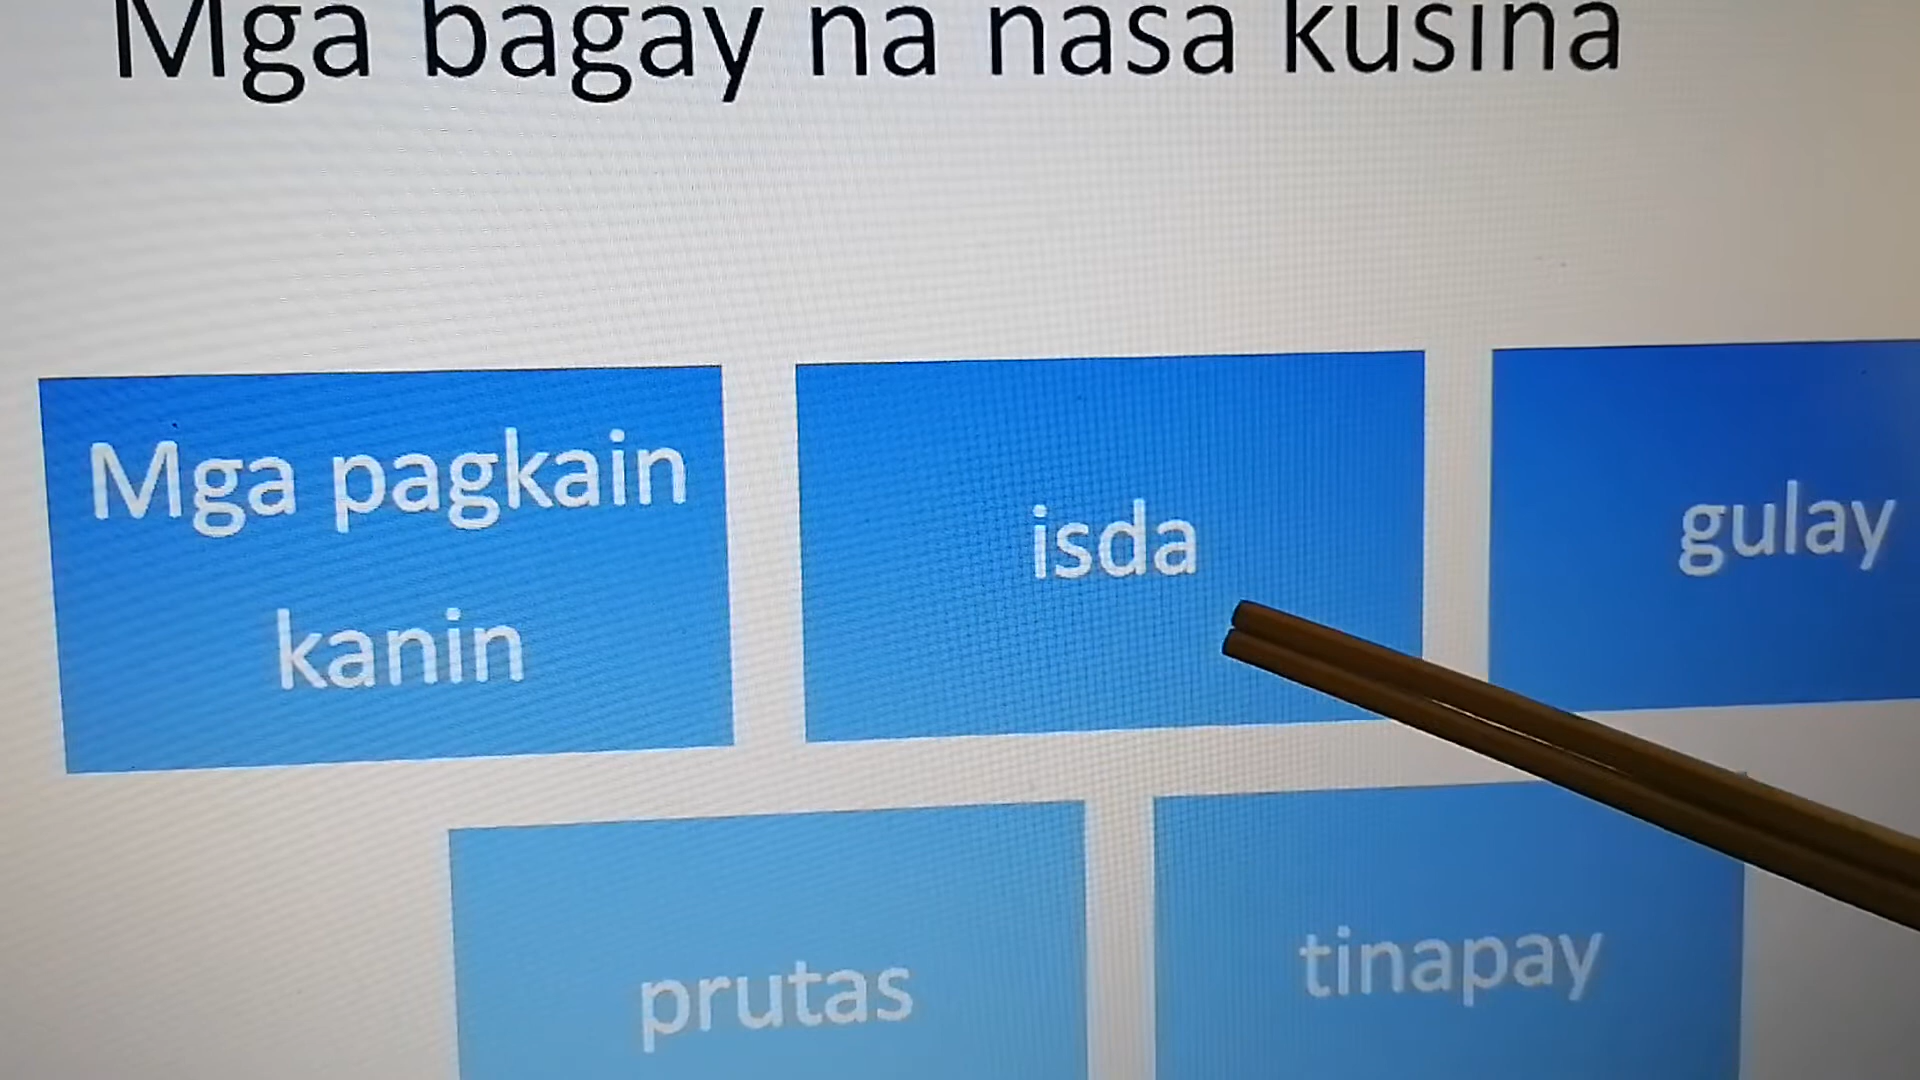 Mga bagay na nasa kusina
Mga pagkain
kanin
isda
gulay
prutas
tinapay